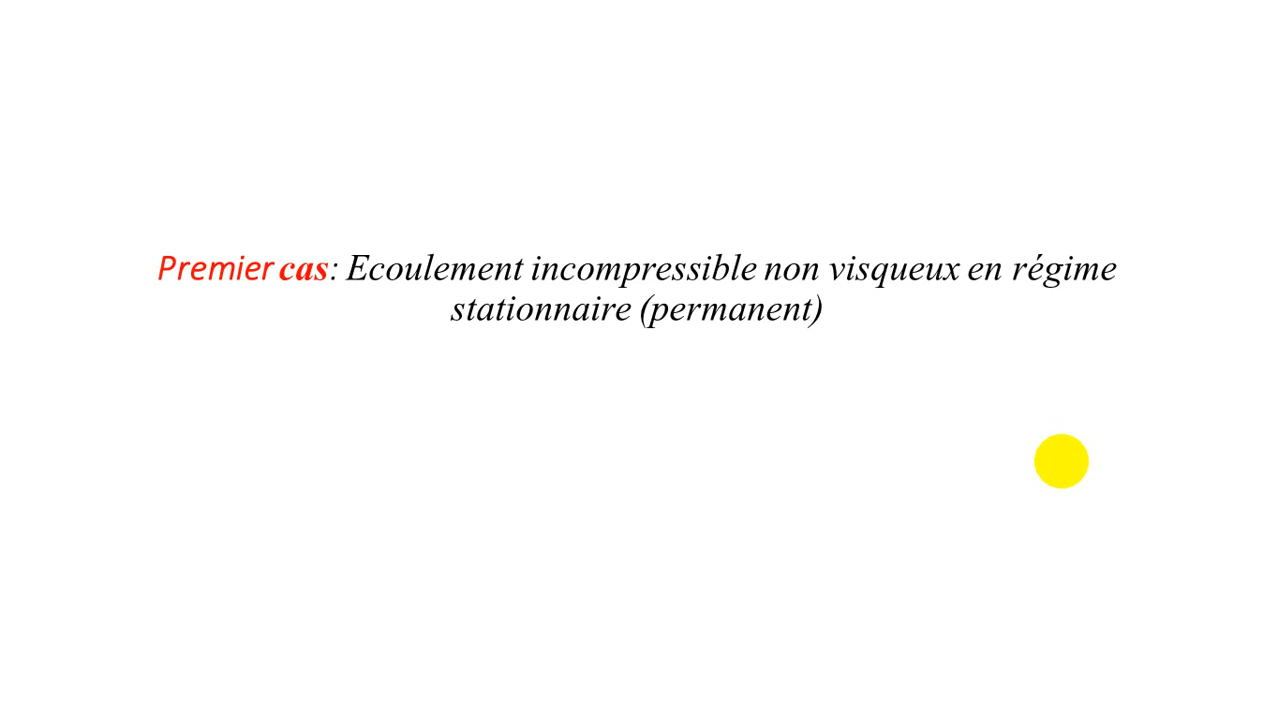 Premier cas: Ecoulement incompressible non visqueux en régime
stationnaire (permanent)